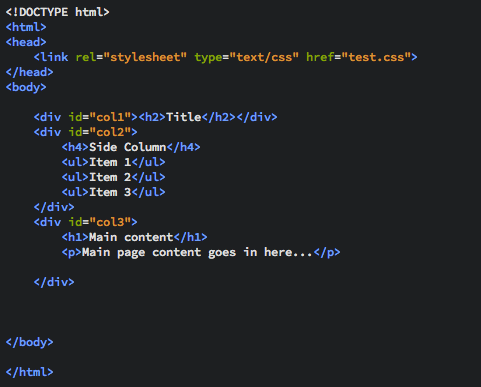 <!DOCTYPE html>
<html>
<head>
    <link rel="stylesheet" type="text/css" href="test.css">
</head>
<body>
    <div id="col1"><h2>Title</h2></div>
    <div id="col2">
        <h4>Side Column</h4>
        <ul>Item 1</ul>
        <ul>Item 2</ul>
        <ul>Item 3</ul>
    </div>
    <div id="col3">
        <h1>Main content</h1>
        <p>Main page content goes in here...</p>
    </div>
</body>
</html>